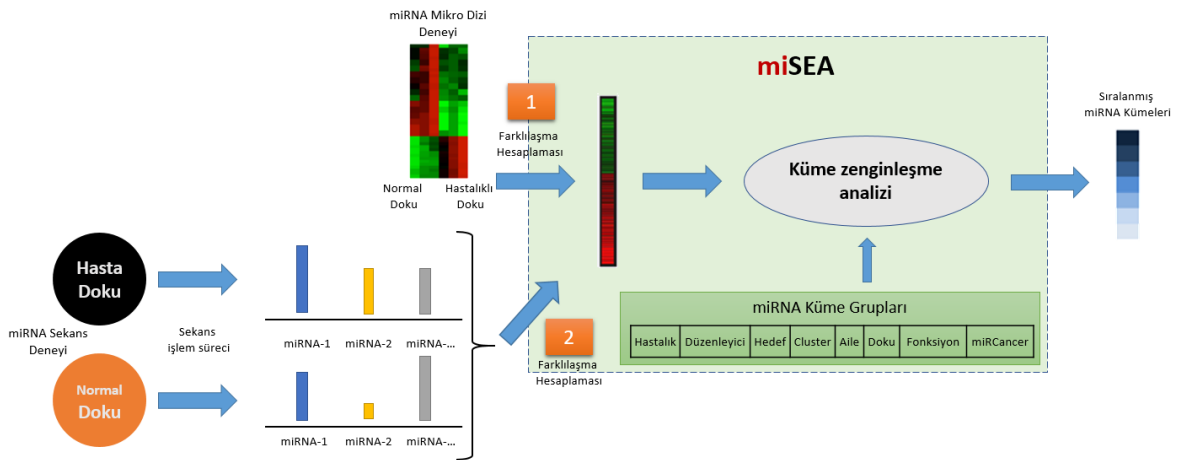 miRNA Mikro Dizi
Deneyi
Normal
Doku
Hastalıklı
Doku
1
Farklılaşma
Hesaplaması
miSEA
Küme zenginleşme
analizi
Sıralanmış
miRNA Kümeleri
miRNA Küme Grupları
Hastalık Düzenleyici Hedef Cluster Aile Doku Fonksiyon miRCancer
2
Farklılaşma
Hesaplaması
Hasta
Doku
miRNA Sekans
Deneyi
Normal
Doku
Sekans
işlem süreci
miRNA-1 miRNA-2 miRNA-...
miRNA-1 miRNA-2 miRNA-...